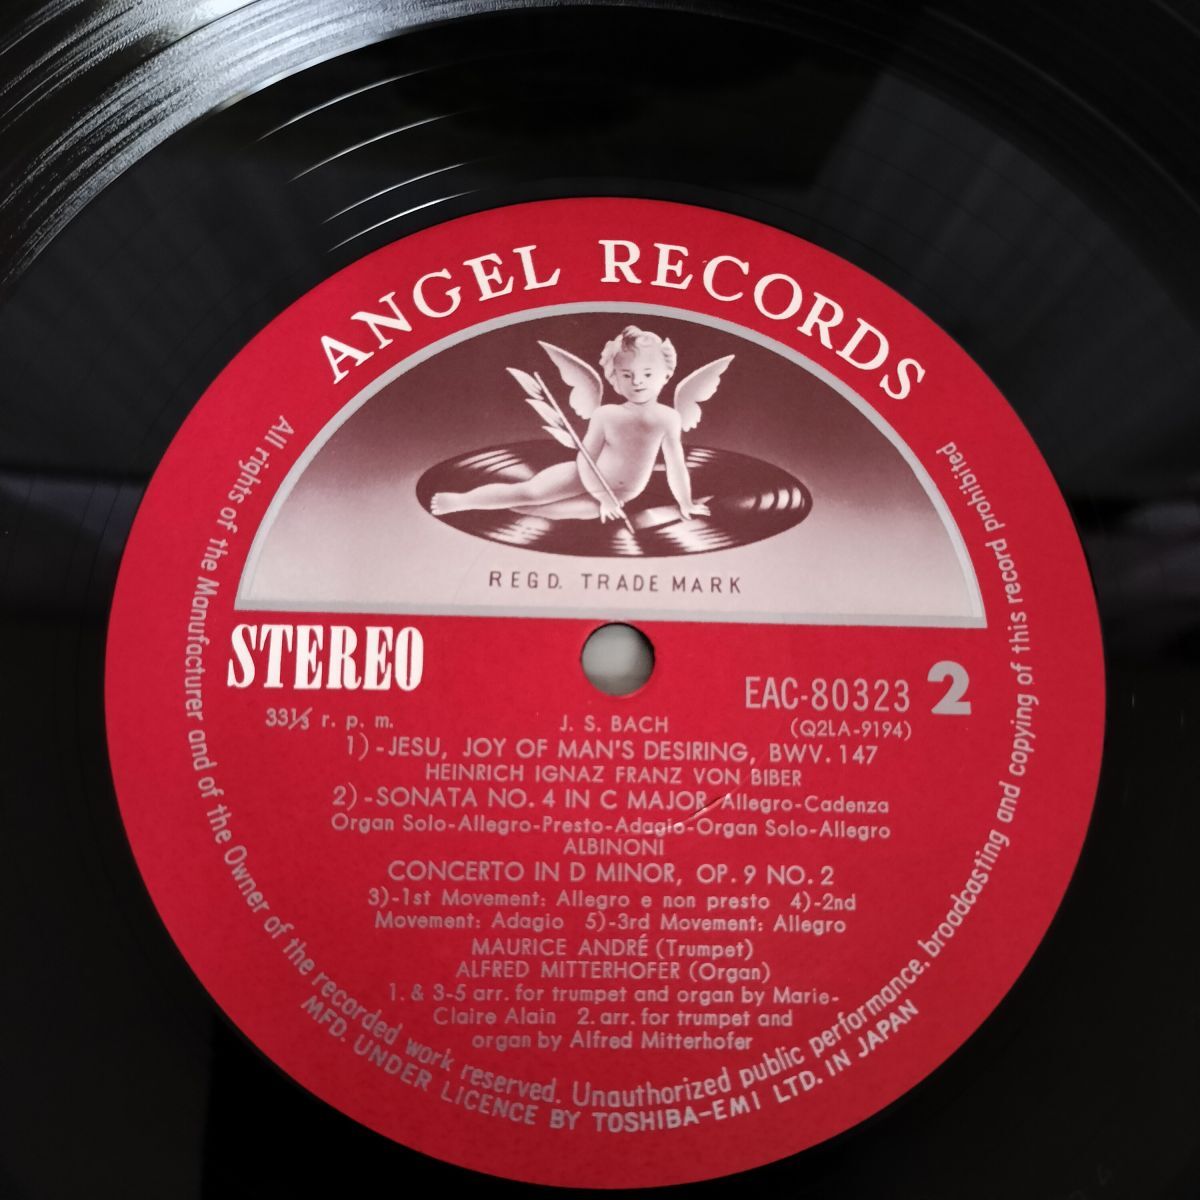 ANGEL RECORDS
REGD. TRADE MARK
STEREO
EAC-80323 2
33⅓ r. p. m.
J. S. BACH
(Q2LA-9194)
1)-JESU, JOY OF MAN'S DESIRING, BWV. 147
HEINRICH IGNAZ FRANZ VON BIBER
2)-SONATA NO. 4 IN C MAJOR Allegro-Cadenza
Organ Solo-Allegro-Presto-Adagio-Organ Solo-Allegro
ALBINONI
CONCERTO IN D MINOR, OP. 9 NO. 2
3)-1st Movement: Allegro e non presto 4)-2nd
Movement: Adagio 5)-3rd Movement: Allegro
MAURICE ANDRÉ (Trumpet)
ALFRED MITTERHOFER (Organ)
1. & 3-5 arr. for trumpet and organ by Marie-
Claire Alain 2. arr. for trumpet and
organ by Alfred Mitterhofer
All rights of the Manufacturer and of the Owner of the recorded work reserved. Unauthorized public performance, broadcasting and copying of this record prohibited
MFD. UNDER LICENCE BY TOSHIBA-EMI LTD. IN JAPAN